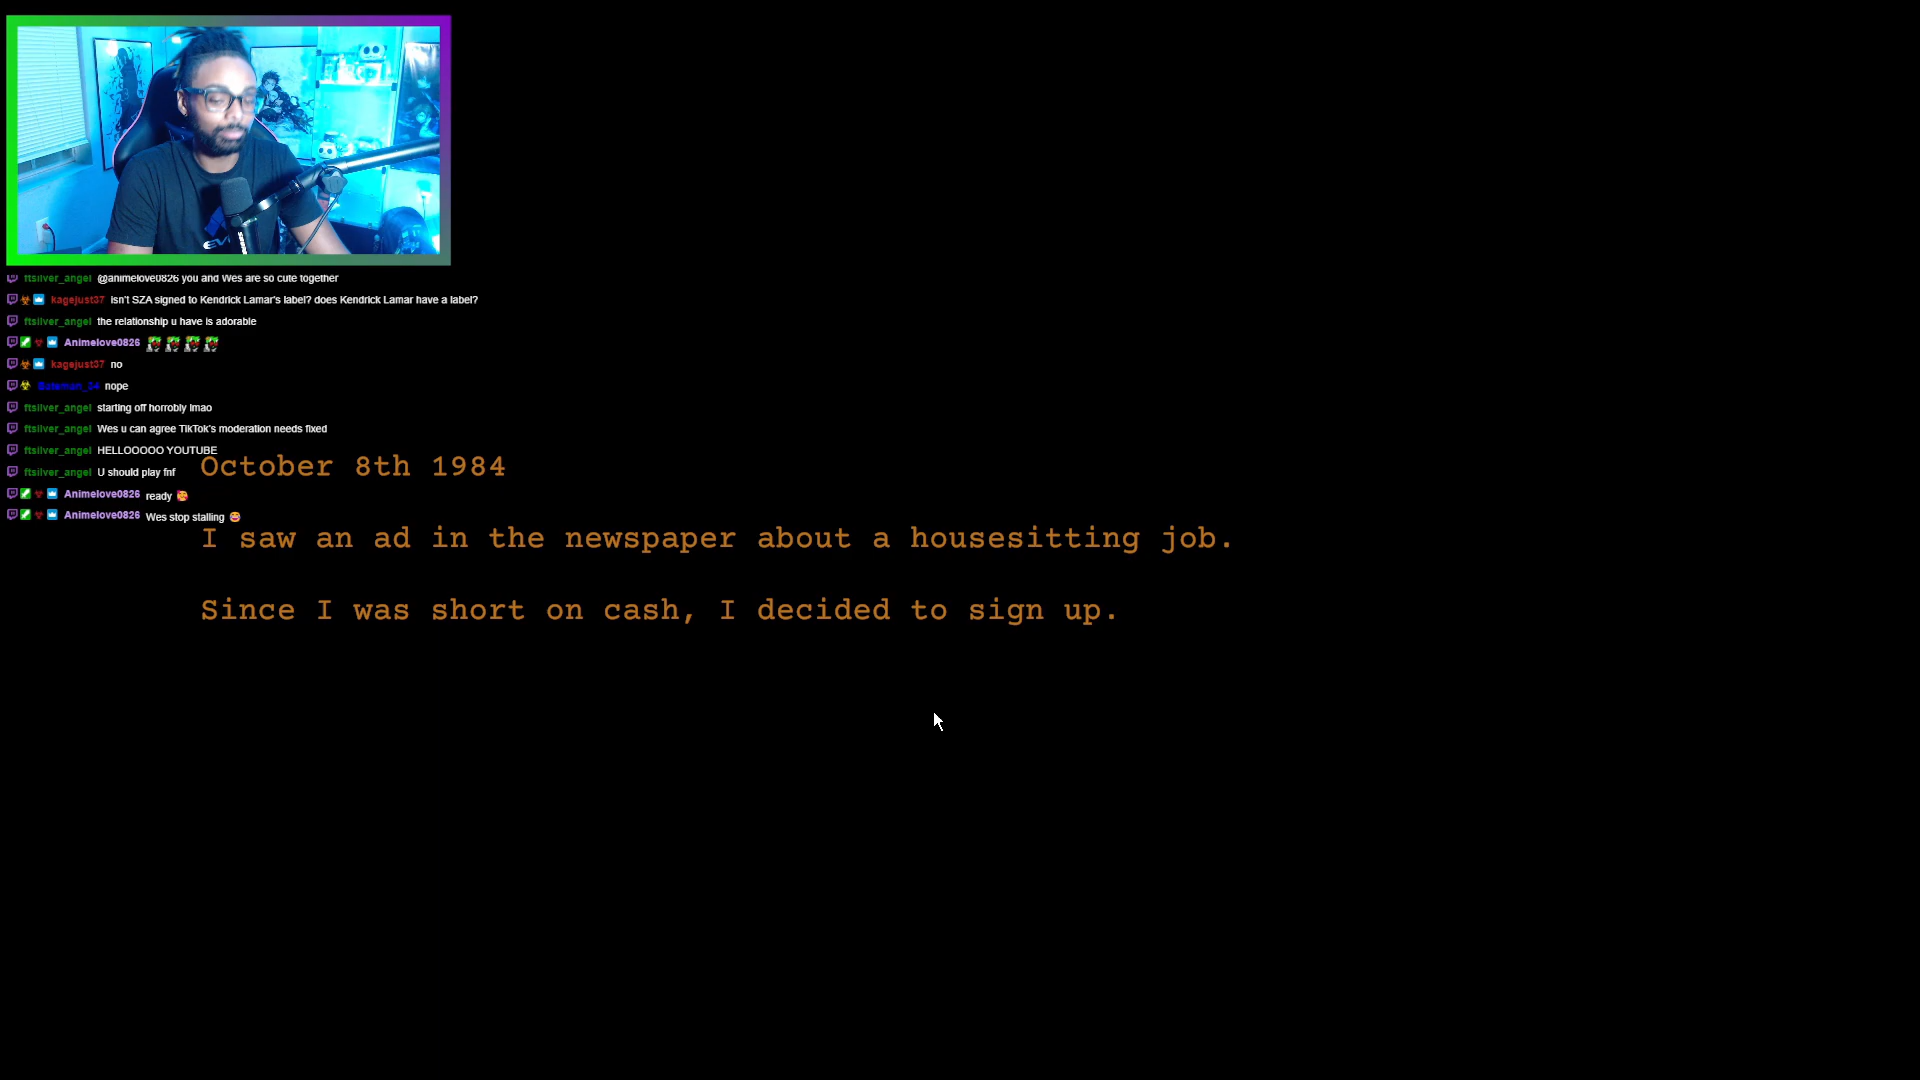 ftsilver_angel @animelove0826 you and Wes are so cute together
kagejust37 isn't SZA signed to Kendrick Lamar's label? does Kendrick Lamar have a label?
ftsilver_angel the relationship u have is adorable
Animelove0826
kagejust37 no
nope
ftsilver_angel starting off horrobly lmao
ftsilver_angel Wes u can agree TikTok's moderation needs fixed
ftsilver_angel HELLOOOOO YOUTUBE
ftsilver_angel U should play fnf
Animelove0826 ready
Animelove0826 Wes stop stalling
October 8th 1984
I saw an ad in the newspaper about a housesitting job.
Since I was short on cash, I decided to sign up.